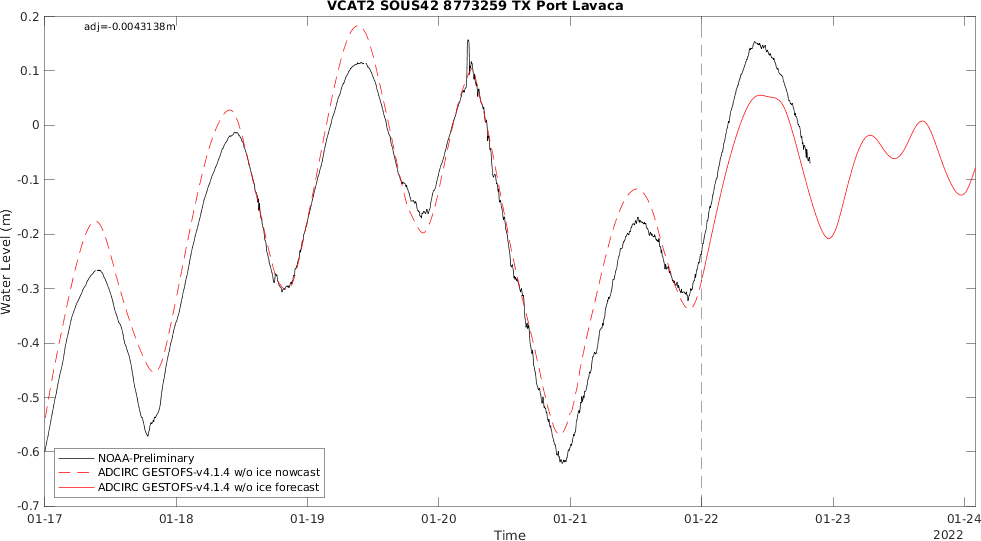 VCAT2 SOUS42 8773259 TX Port Lavaca
adj=-0.0043138m
0.2
0.1
0
-0.1
-0.2
-0.3
-0.4
-0.5
-0.6
-0.7
Water Level (m)
NOAA-Preliminary
ADCIRC GESTOFS-v4.1.4 w/o ice nowcast
ADCIRC GESTOFS-v4.1.4 w/o ice forecast
01-17 01-18 01-19 01-20 01-21 01-22 01-23 01-24
Time
2022